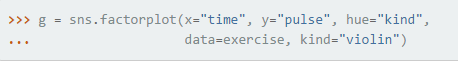 >>> g = sns.factorplot(x="time", y="pulse", hue="kind",
...                    data=exercise, kind="violin")